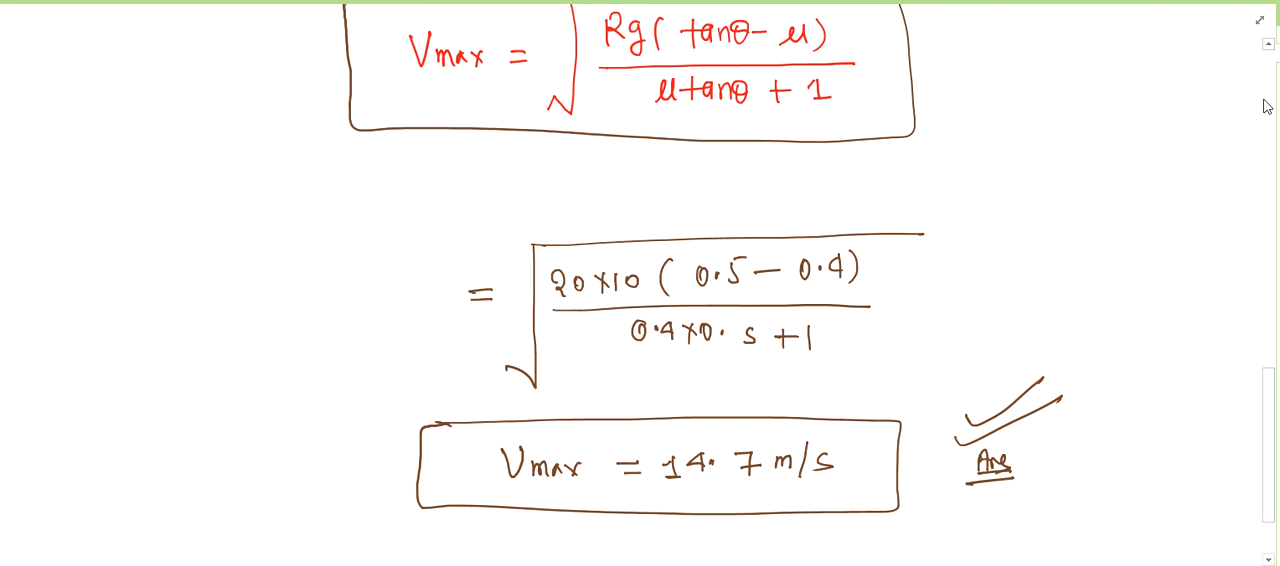 Vmax = √ Rg( tanθ - μ)
μtanθ + 1
= √ 20×10 ( 0.5 - 0.4)
0.4×0.5 + 1
Vmax = 14.7 m/s
Ans